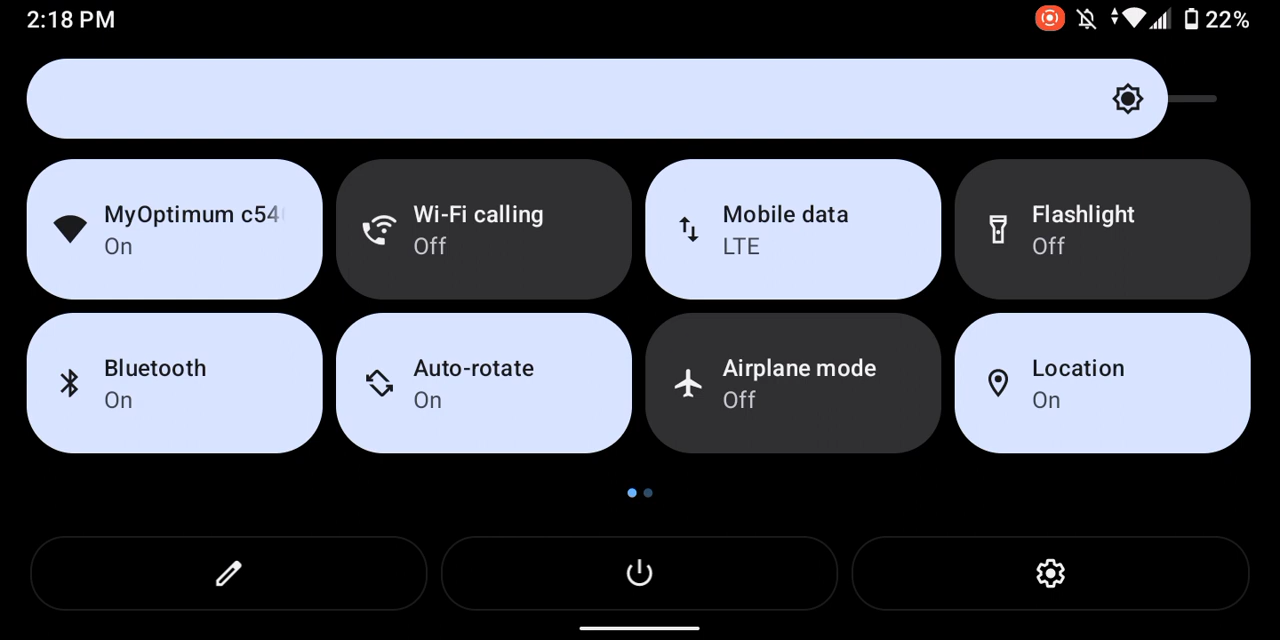 2:18 PM
22%
MyOptimum c54
On
Wi-Fi calling
Off
Mobile data
LTE
Flashlight
Off
Bluetooth
On
Auto-rotate
On
Airplane mode
Off
Location
On